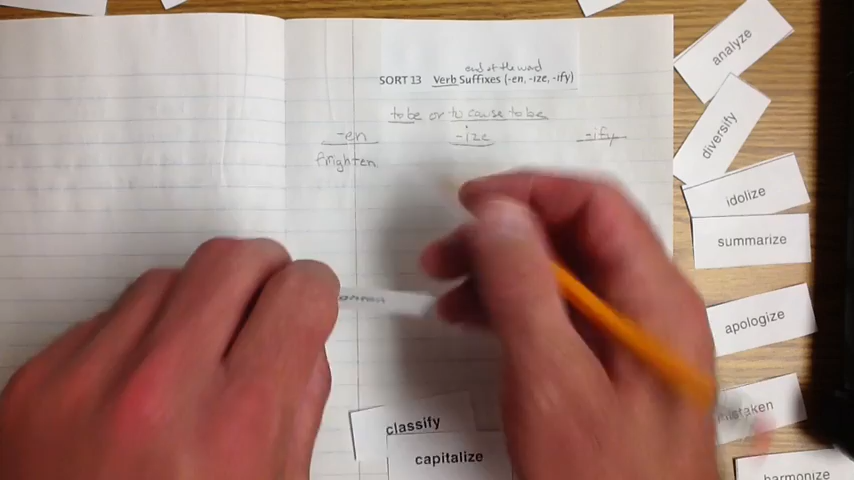 end of the word
SORT 13 Verb Suffixes (-en, -ize, -ify)
to be or to cause to be
-en -ize -ify
frighten
analyze
diversify
idolize
summarize
apologize
mistaken
harmonize
classify
capitalize